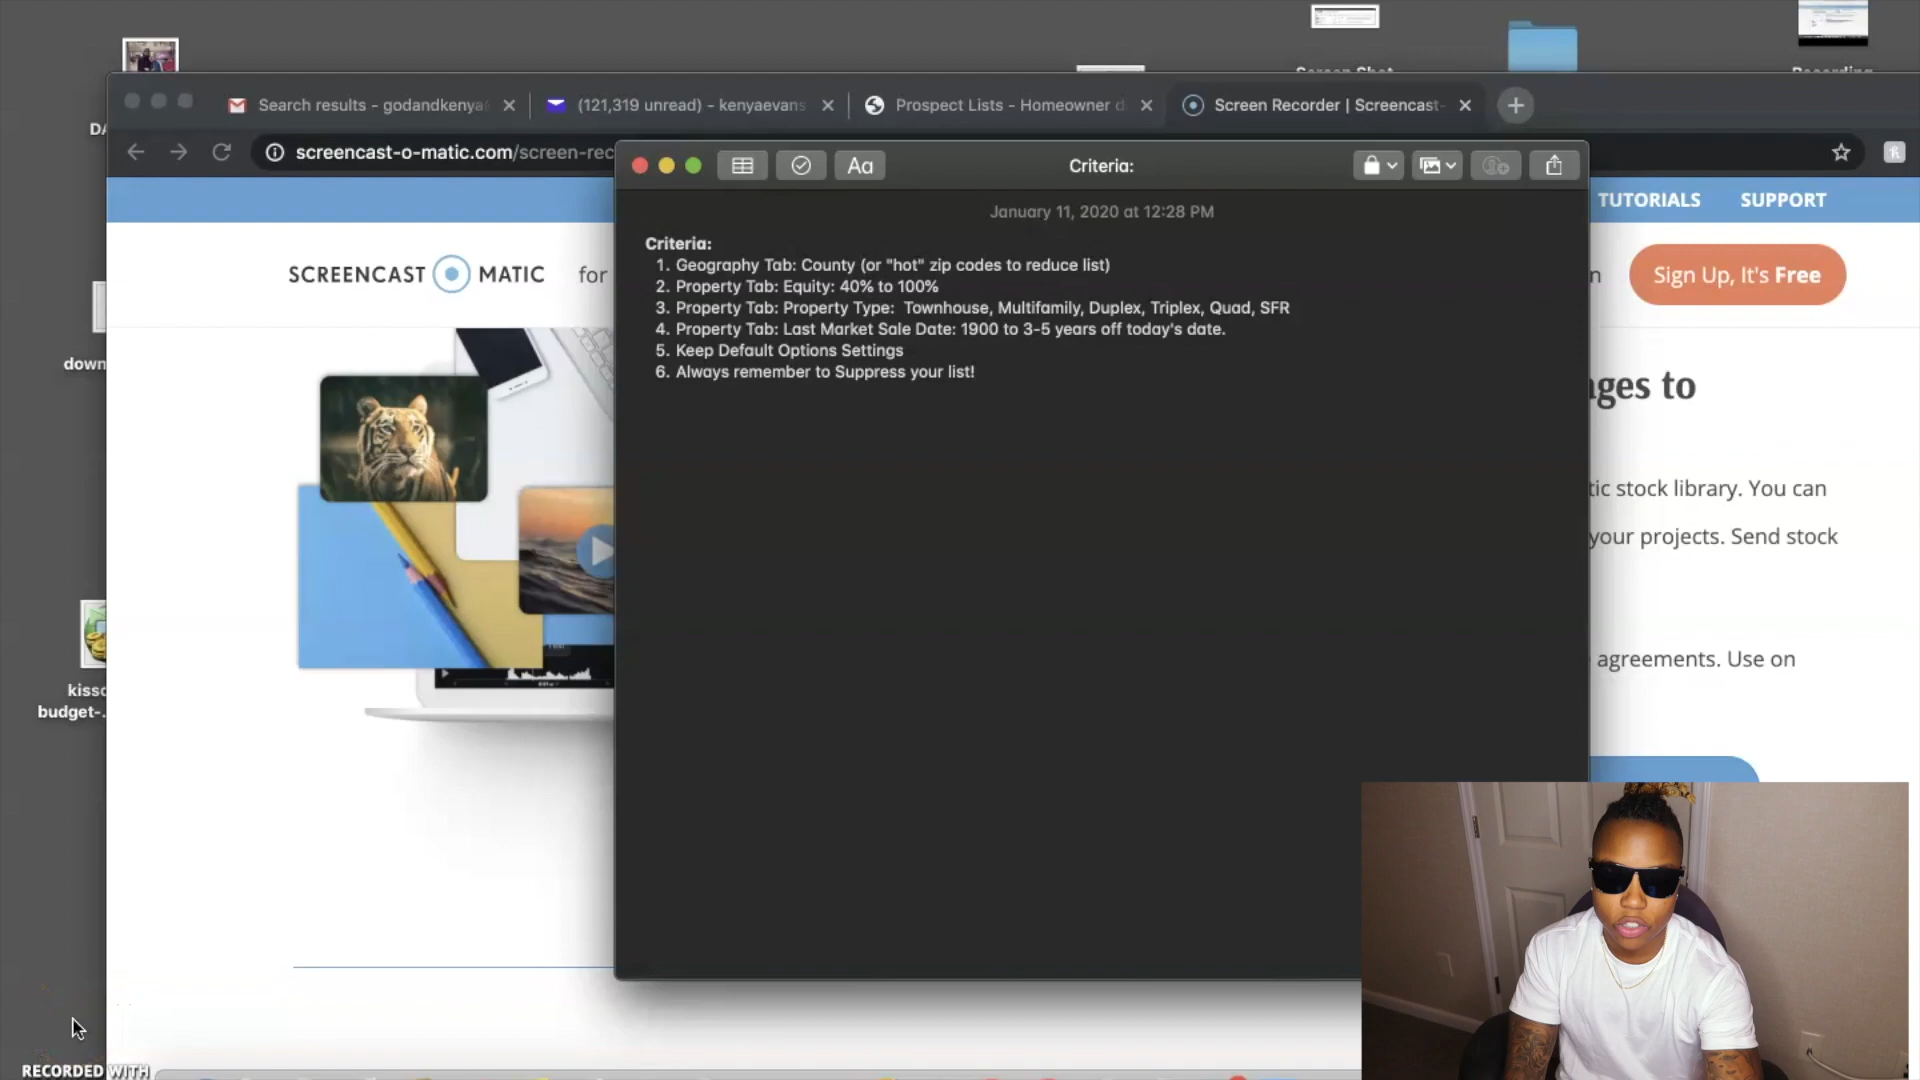 Search results - godandkenya
(121,319 unread) - kenyaevans
Prospect Lists - Homeowner d
Screen Recorder | Screencast-
screencast-o-matic.com/screen-rec
Aa
Criteria:
TUTORIALS
SUPPORT
January 11, 2020 at 12:28 PM
Criteria:
1. Geography Tab: County (or "hot" zip codes to reduce list)
2. Property Tab: Equity: 40% to 100%
3. Property Tab: Property Type: Townhouse, Multifamily, Duplex, Triplex, Quad, SFR
4. Property Tab: Last Market Sale Date: 1900 to 3-5 years off today's date.
5. Keep Default Options Settings
6. Always remember to Suppress your list!
SCREENCAST MATIC for
Sign Up, It's Free
down
ges to
tic stock library. You can
your projects. Send stock
agreements. Use on
kissc
budget-..
RECORDED WITH